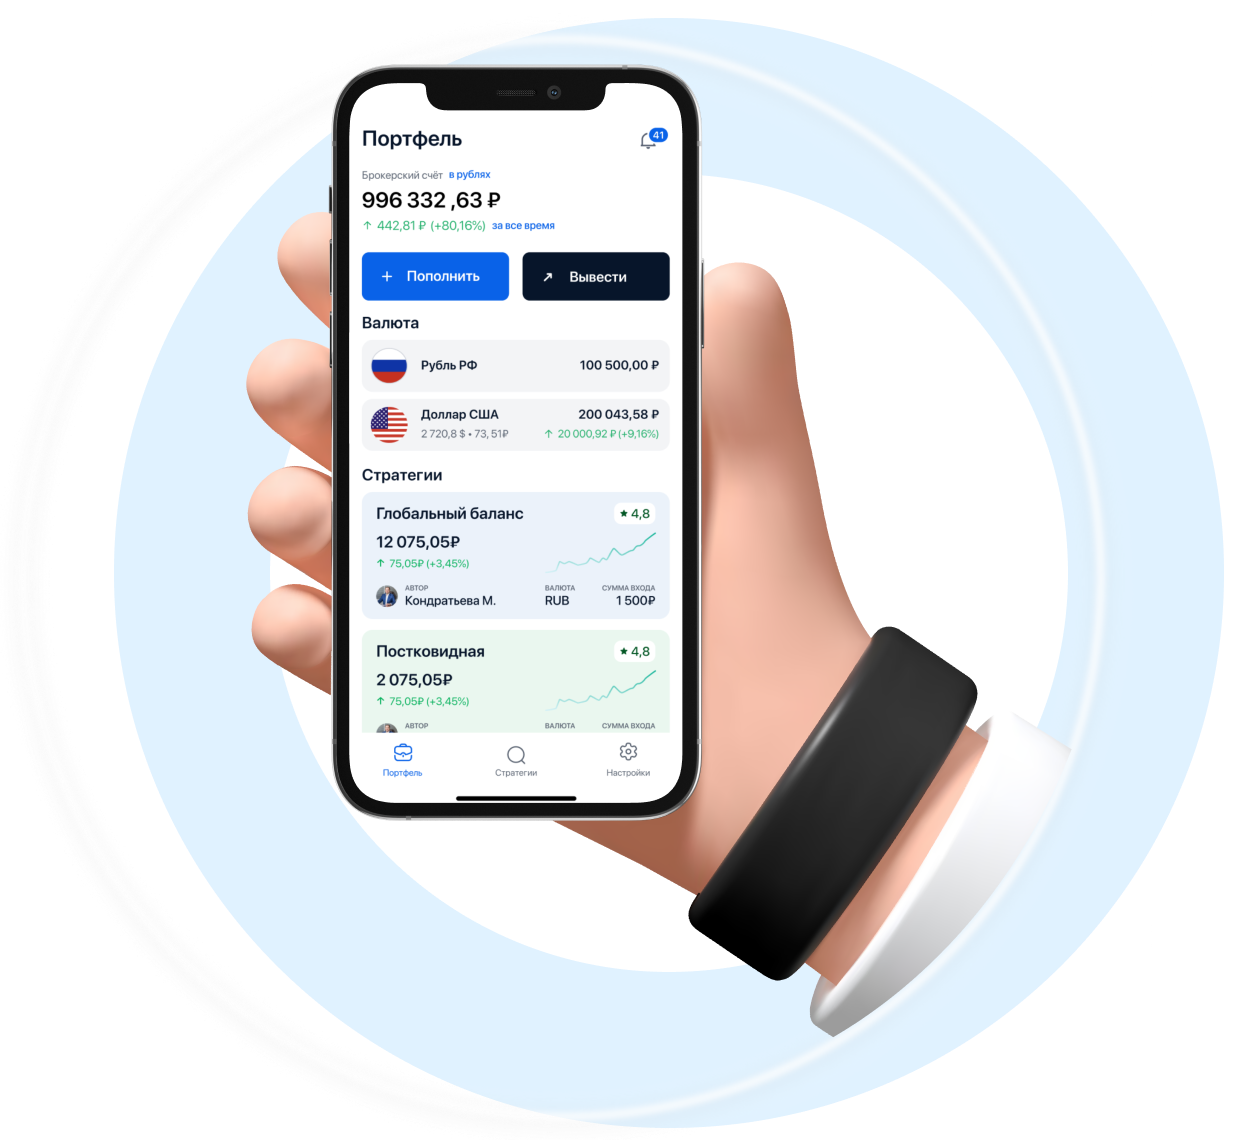 Портфель
41
Брокерский счёт в рублях
996 332 ,63 ₽
↑ 442,81 ₽ (+80,16%) за все время
+ Пополнить
↗ Вывести
Валюта
Рубль РФ 100 500,00 ₽
Доллар США 200 043,58 ₽
2 720,8 $ • 73, 51₽ ↑ 20 000,92 ₽ (+9,16%)
Стратегии
Глобальный баланс ★ 4,8
12 075,05₽
↑ 75,05₽ (+3,45%)
АВТОР ВАЛЮТА СУММА ВХОДА
Кондратьева М. RUB 1 500₽
Постковидная ★ 4,8
2 075,05₽
↑ 75,05₽ (+3,45%)
АВТОР ВАЛЮТА СУММА ВХОДА
Портфель Стратегии Настройки